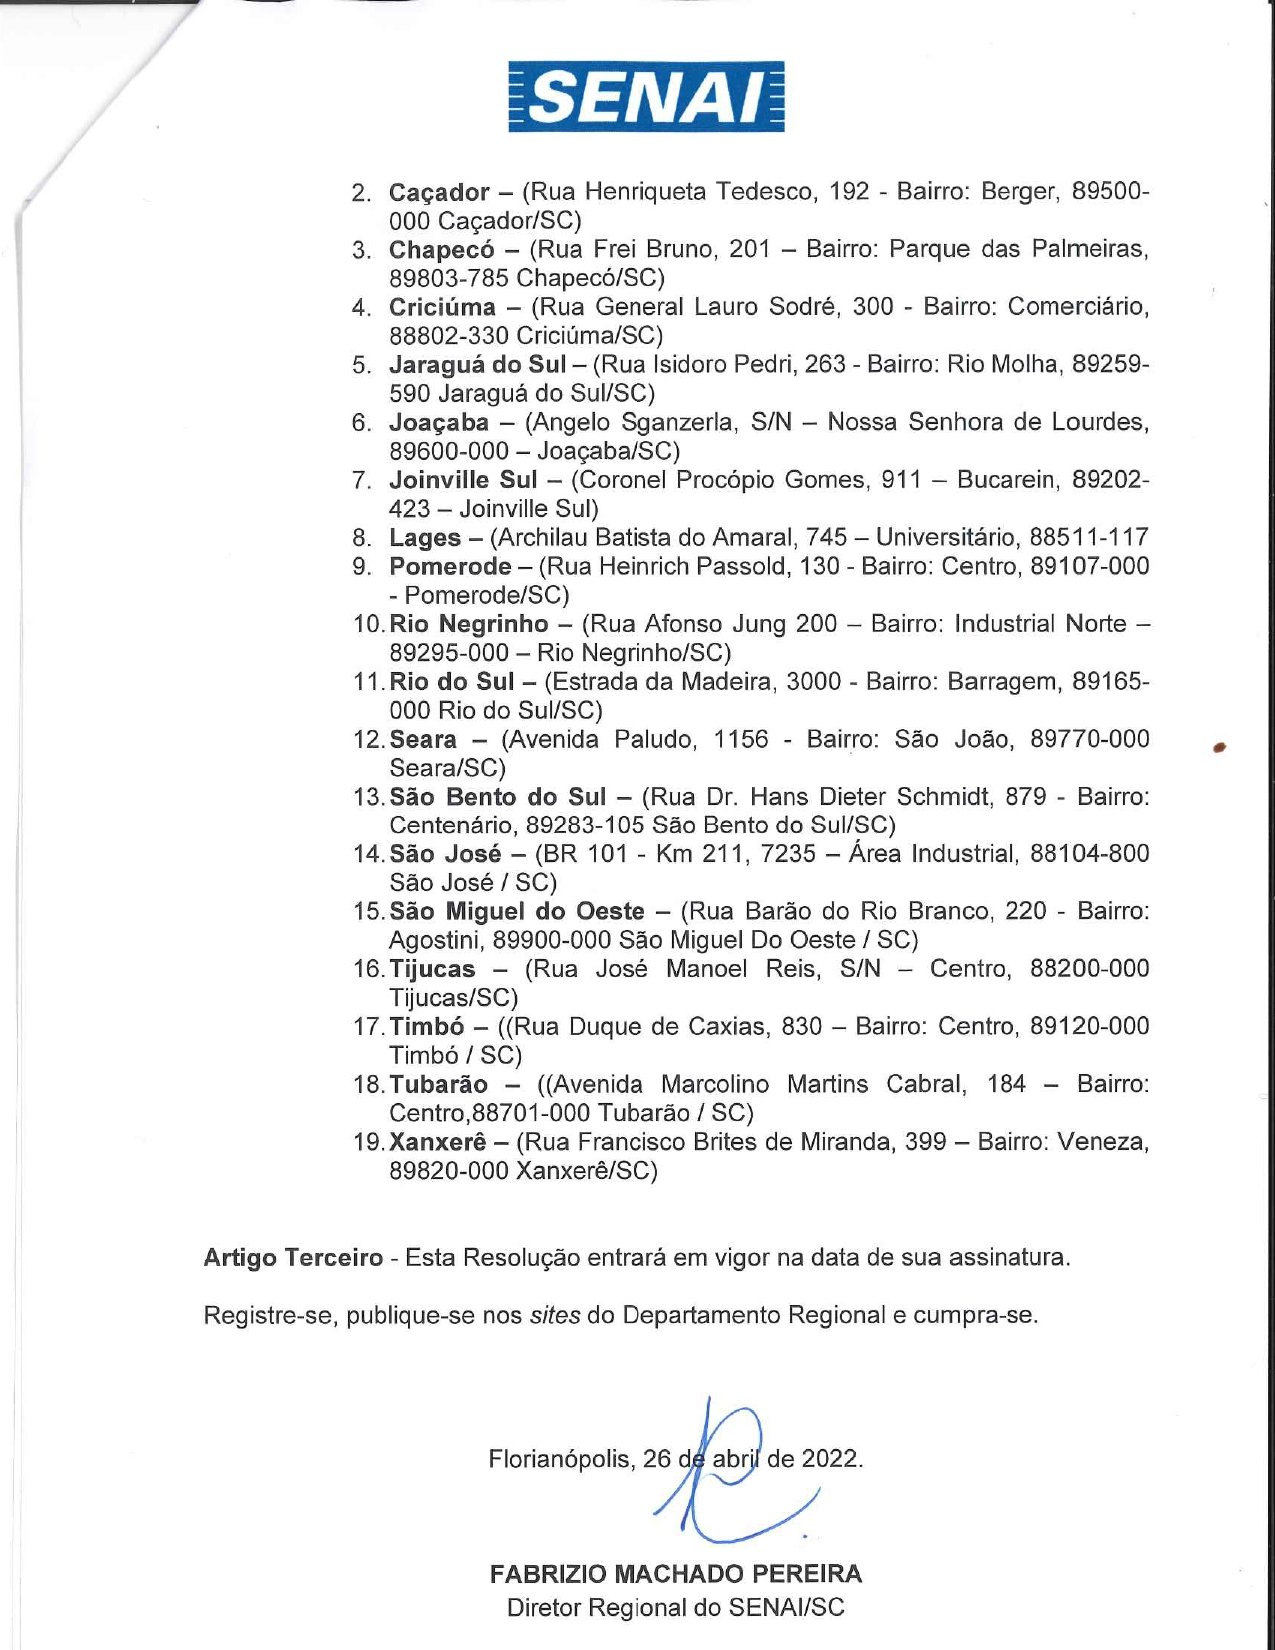 SENAI
2. Caçador – (Rua Henriqueta Tedesco, 192 - Bairro: Berger, 89500-
000 Caçador/SC)
3. Chapecó – (Rua Frei Bruno, 201 – Bairro: Parque das Palmeiras,
89803-785 Chapecó/SC)
4. Criciúma – (Rua General Lauro Sodré, 300 - Bairro: Comerciário,
88802-330 Criciúma/SC)
5. Jaraguá do Sul – (Rua Isidoro Pedri, 263 - Bairro: Rio Molha, 89259-
590 Jaraguá do Sul/SC)
6. Joaçaba – (Angelo Sganzerla, S/N – Nossa Senhora de Lourdes,
89600-000 – Joaçaba/SC)
7. Joinville Sul – (Coronel Procópio Gomes, 911 – Bucarein, 89202-
423 – Joinville Sul)
8. Lages – (Archilau Batista do Amaral, 745 – Universitário, 88511-117
9. Pomerode – (Rua Heinrich Passold, 130 - Bairro: Centro, 89107-000
- Pomerode/SC)
10. Rio Negrinho – (Rua Afonso Jung 200 – Bairro: Industrial Norte –
89295-000 – Rio Negrinho/SC)
11. Rio do Sul – (Estrada da Madeira, 3000 - Bairro: Barragem, 89165-
000 Rio do Sul/SC)
12. Seara – (Avenida Paludo, 1156 - Bairro: São João, 89770-000
Seara/SC)
13. São Bento do Sul – (Rua Dr. Hans Dieter Schmidt, 879 - Bairro:
Centenário, 89283-105 São Bento do Sul/SC)
14. São José – (BR 101 - Km 211, 7235 – Área Industrial, 88104-800
São José / SC)
15. São Miguel do Oeste – (Rua Barão do Rio Branco, 220 - Bairro:
Agostini, 89900-000 São Miguel Do Oeste / SC)
16. Tijucas – (Rua José Manoel Reis, S/N – Centro, 88200-000
Tijucas/SC)
17. Timbó – ((Rua Duque de Caxias, 830 – Bairro: Centro, 89120-000
Timbó / SC)
18. Tubarão – ((Avenida Marcolino Martins Cabral, 184 – Bairro:
Centro,88701-000 Tubarão / SC)
19. Xanxerê – (Rua Francisco Brites de Miranda, 399 – Bairro: Veneza,
89820-000 Xanxerê/SC)
Artigo Terceiro - Esta Resolução entrará em vigor na data de sua assinatura.
Registre-se, publique-se nos sites do Departamento Regional e cumpra-se.
Florianópolis, 26 de abril de 2022.
FABRIZIO MACHADO PEREIRA
Diretor Regional do SENAI/SC